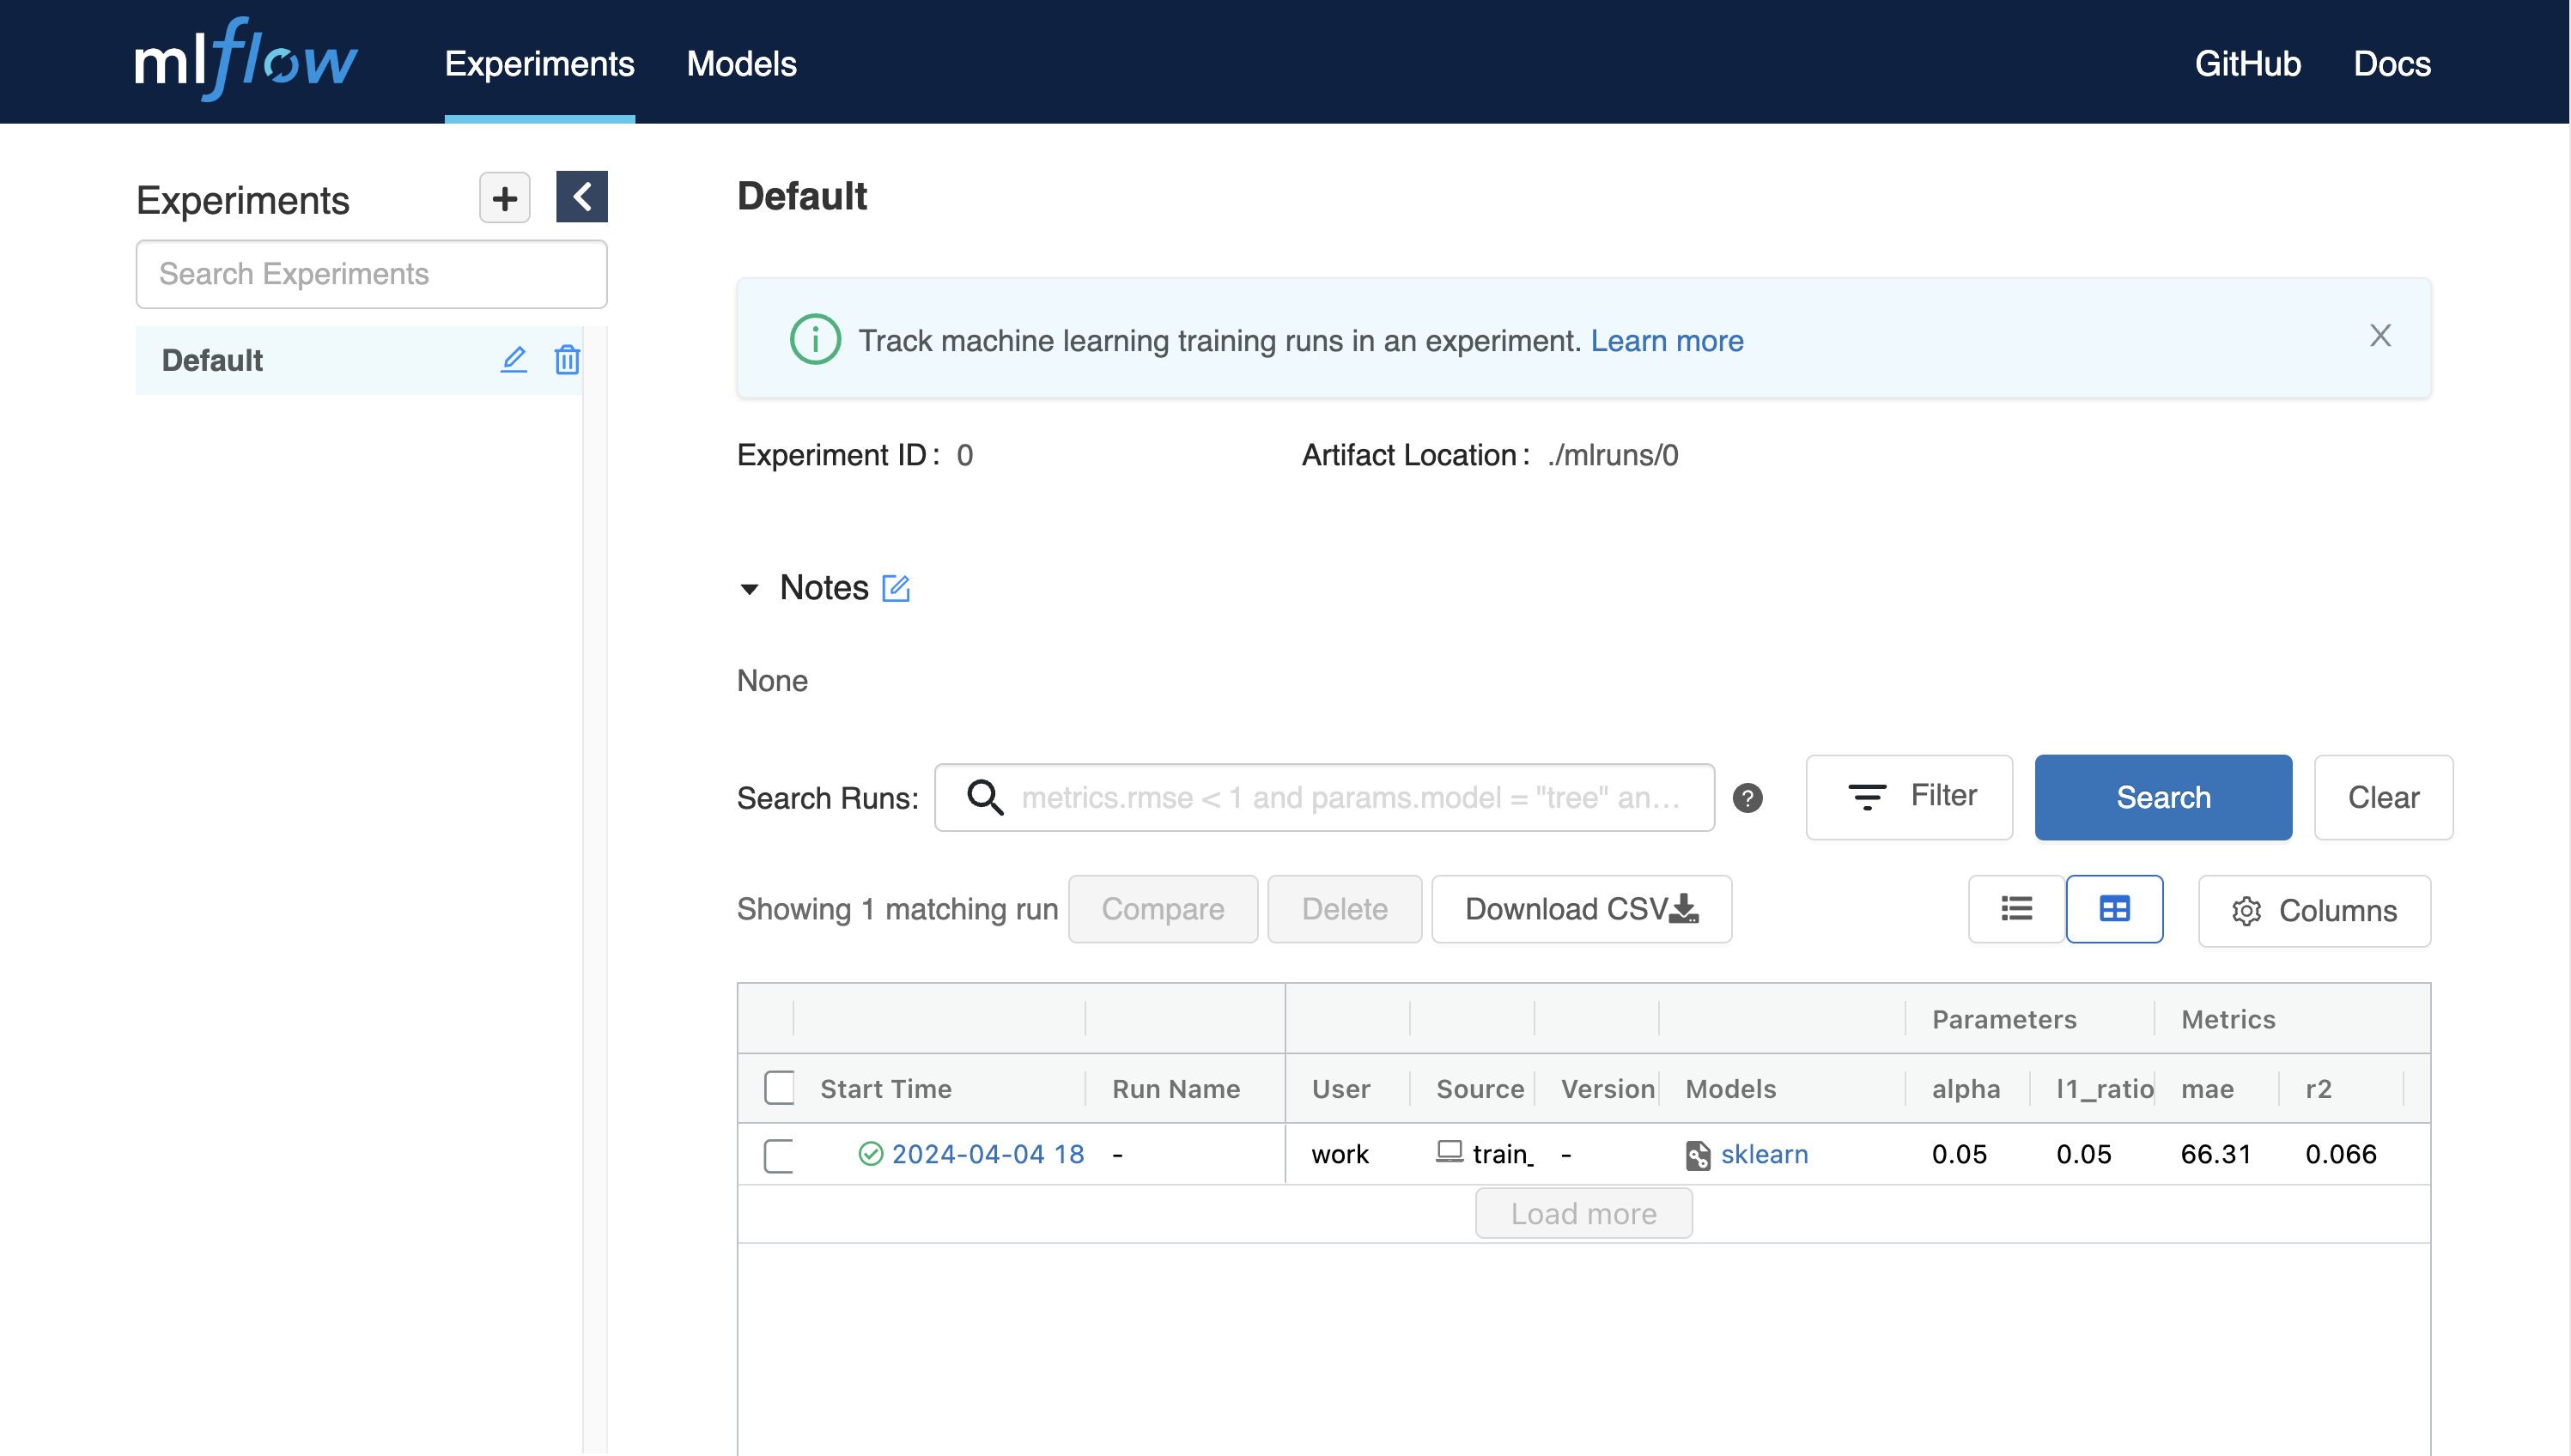 mlflow Experiments Models GitHub Docs
Experiments
Search Experiments
Default
Default
Track machine learning training runs in an experiment. Learn more
Experiment ID: 0 Artifact Location: ./mlruns/0
Notes
None
Search Runs: metrics.rmse < 1 and params.model = "tree" an... ? Filter Search Clear
Showing 1 matching run Compare Delete Download CSV Columns
Parameters Metrics
Start Time Run Name User Source Version Models alpha l1_ratio mae r2
2024-04-04 18 - work train_ - sklearn 0.05 0.05 66.31 0.066
Load more